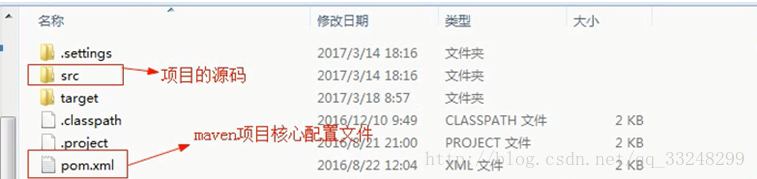 名称 修改日期 类型 大小
.settings 2017/3/14 18:16 文件夹
src 项目的源码 2017/3/14 18:16 文件夹
target 2017/3/18 8:57 文件夹
.classpath 2016/12/10 9:49 CLASSPATH 文件 2 KB
.project maven项目核心配置文件 2016/8/21 21:00 PROJECT 文件 2 KB
pom.xml 2016/8/22 12:04 XML 文件 2 KB
http://blog.csdn.net/qq_33248299